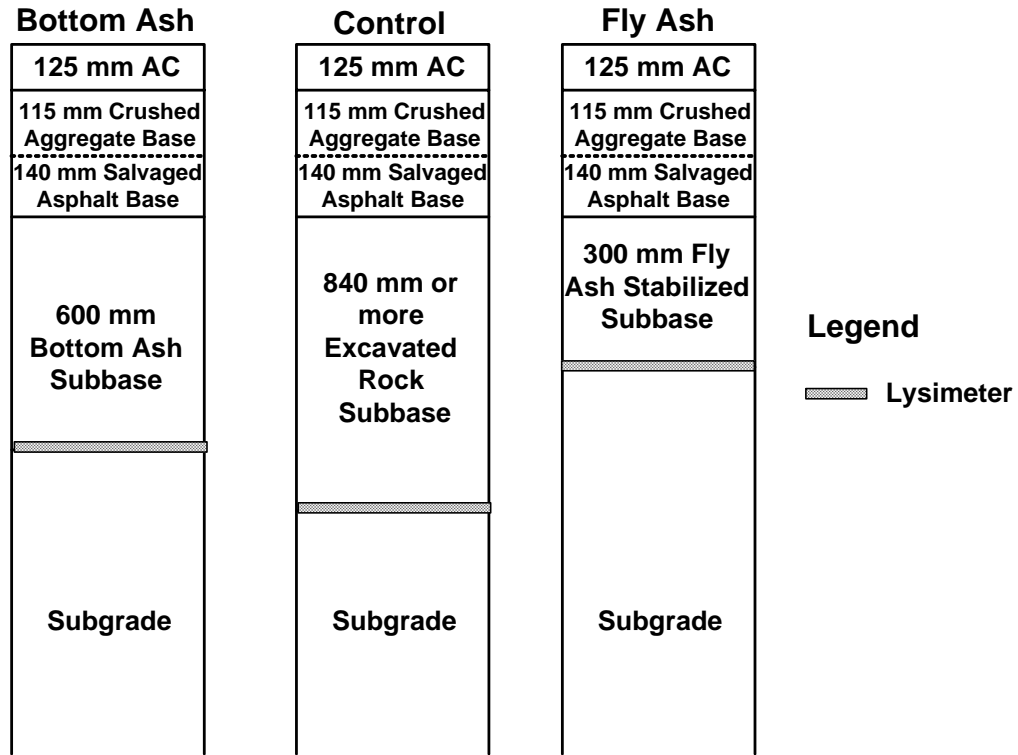 Bottom Ash
125 mm AC
115 mm Crushed
Aggregate Base
140 mm Salvaged
Asphalt Base
600 mm
Bottom Ash
Subbase
Subgrade
Control
125 mm AC
115 mm Crushed
Aggregate Base
140 mm Salvaged
Asphalt Base
840 mm or
more
Excavated
Rock
Subbase
Subgrade
Fly Ash
125 mm AC
115 mm Crushed
Aggregate Base
140 mm Salvaged
Asphalt Base
300 mm Fly
Ash Stabilized
Subbase
Subgrade
Legend
Lysimeter